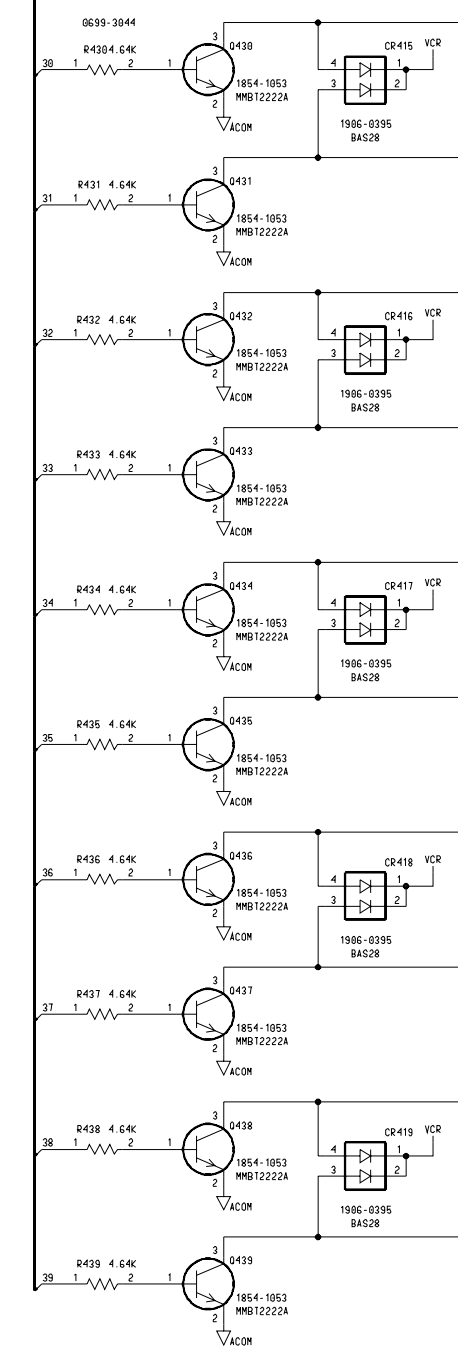 0699-3044
R430 4.64K
30 1 2 1 3 Q430
1854-1053
MMBT2222A
2
ACOM
CR415 VCR
4 1
3 2
1906-0395
BAS28
R431 4.64K
31 1 2 1 3 Q431
1854-1053
MMBT2222A
2
ACOM
R432 4.64K
32 1 2 1 3 Q432
1854-1053
MMBT2222A
2
ACOM
CR416 VCR
4 1
3 2
1906-0395
BAS28
R433 4.64K
33 1 2 1 3 Q433
1854-1053
MMBT2222A
2
ACOM
R434 4.64K
34 1 2 1 3 Q434
1854-1053
MMBT2222A
2
ACOM
CR417 VCR
4 1
3 2
1906-0395
BAS28
R435 4.64K
35 1 2 1 3 Q435
1854-1053
MMBT2222A
2
ACOM
R436 4.64K
36 1 2 1 3 Q436
1854-1053
MMBT2222A
2
ACOM
CR418 VCR
4 1
3 2
1906-0395
BAS28
R437 4.64K
37 1 2 1 3 Q437
1854-1053
MMBT2222A
2
ACOM
R438 4.64K
38 1 2 1 3 Q438
1854-1053
MMBT2222A
2
ACOM
CR419 VCR
4 1
3 2
1906-0395
BAS28
R439 4.64K
39 1 2 1 3 Q439
1854-1053
MMBT2222A
2
ACOM